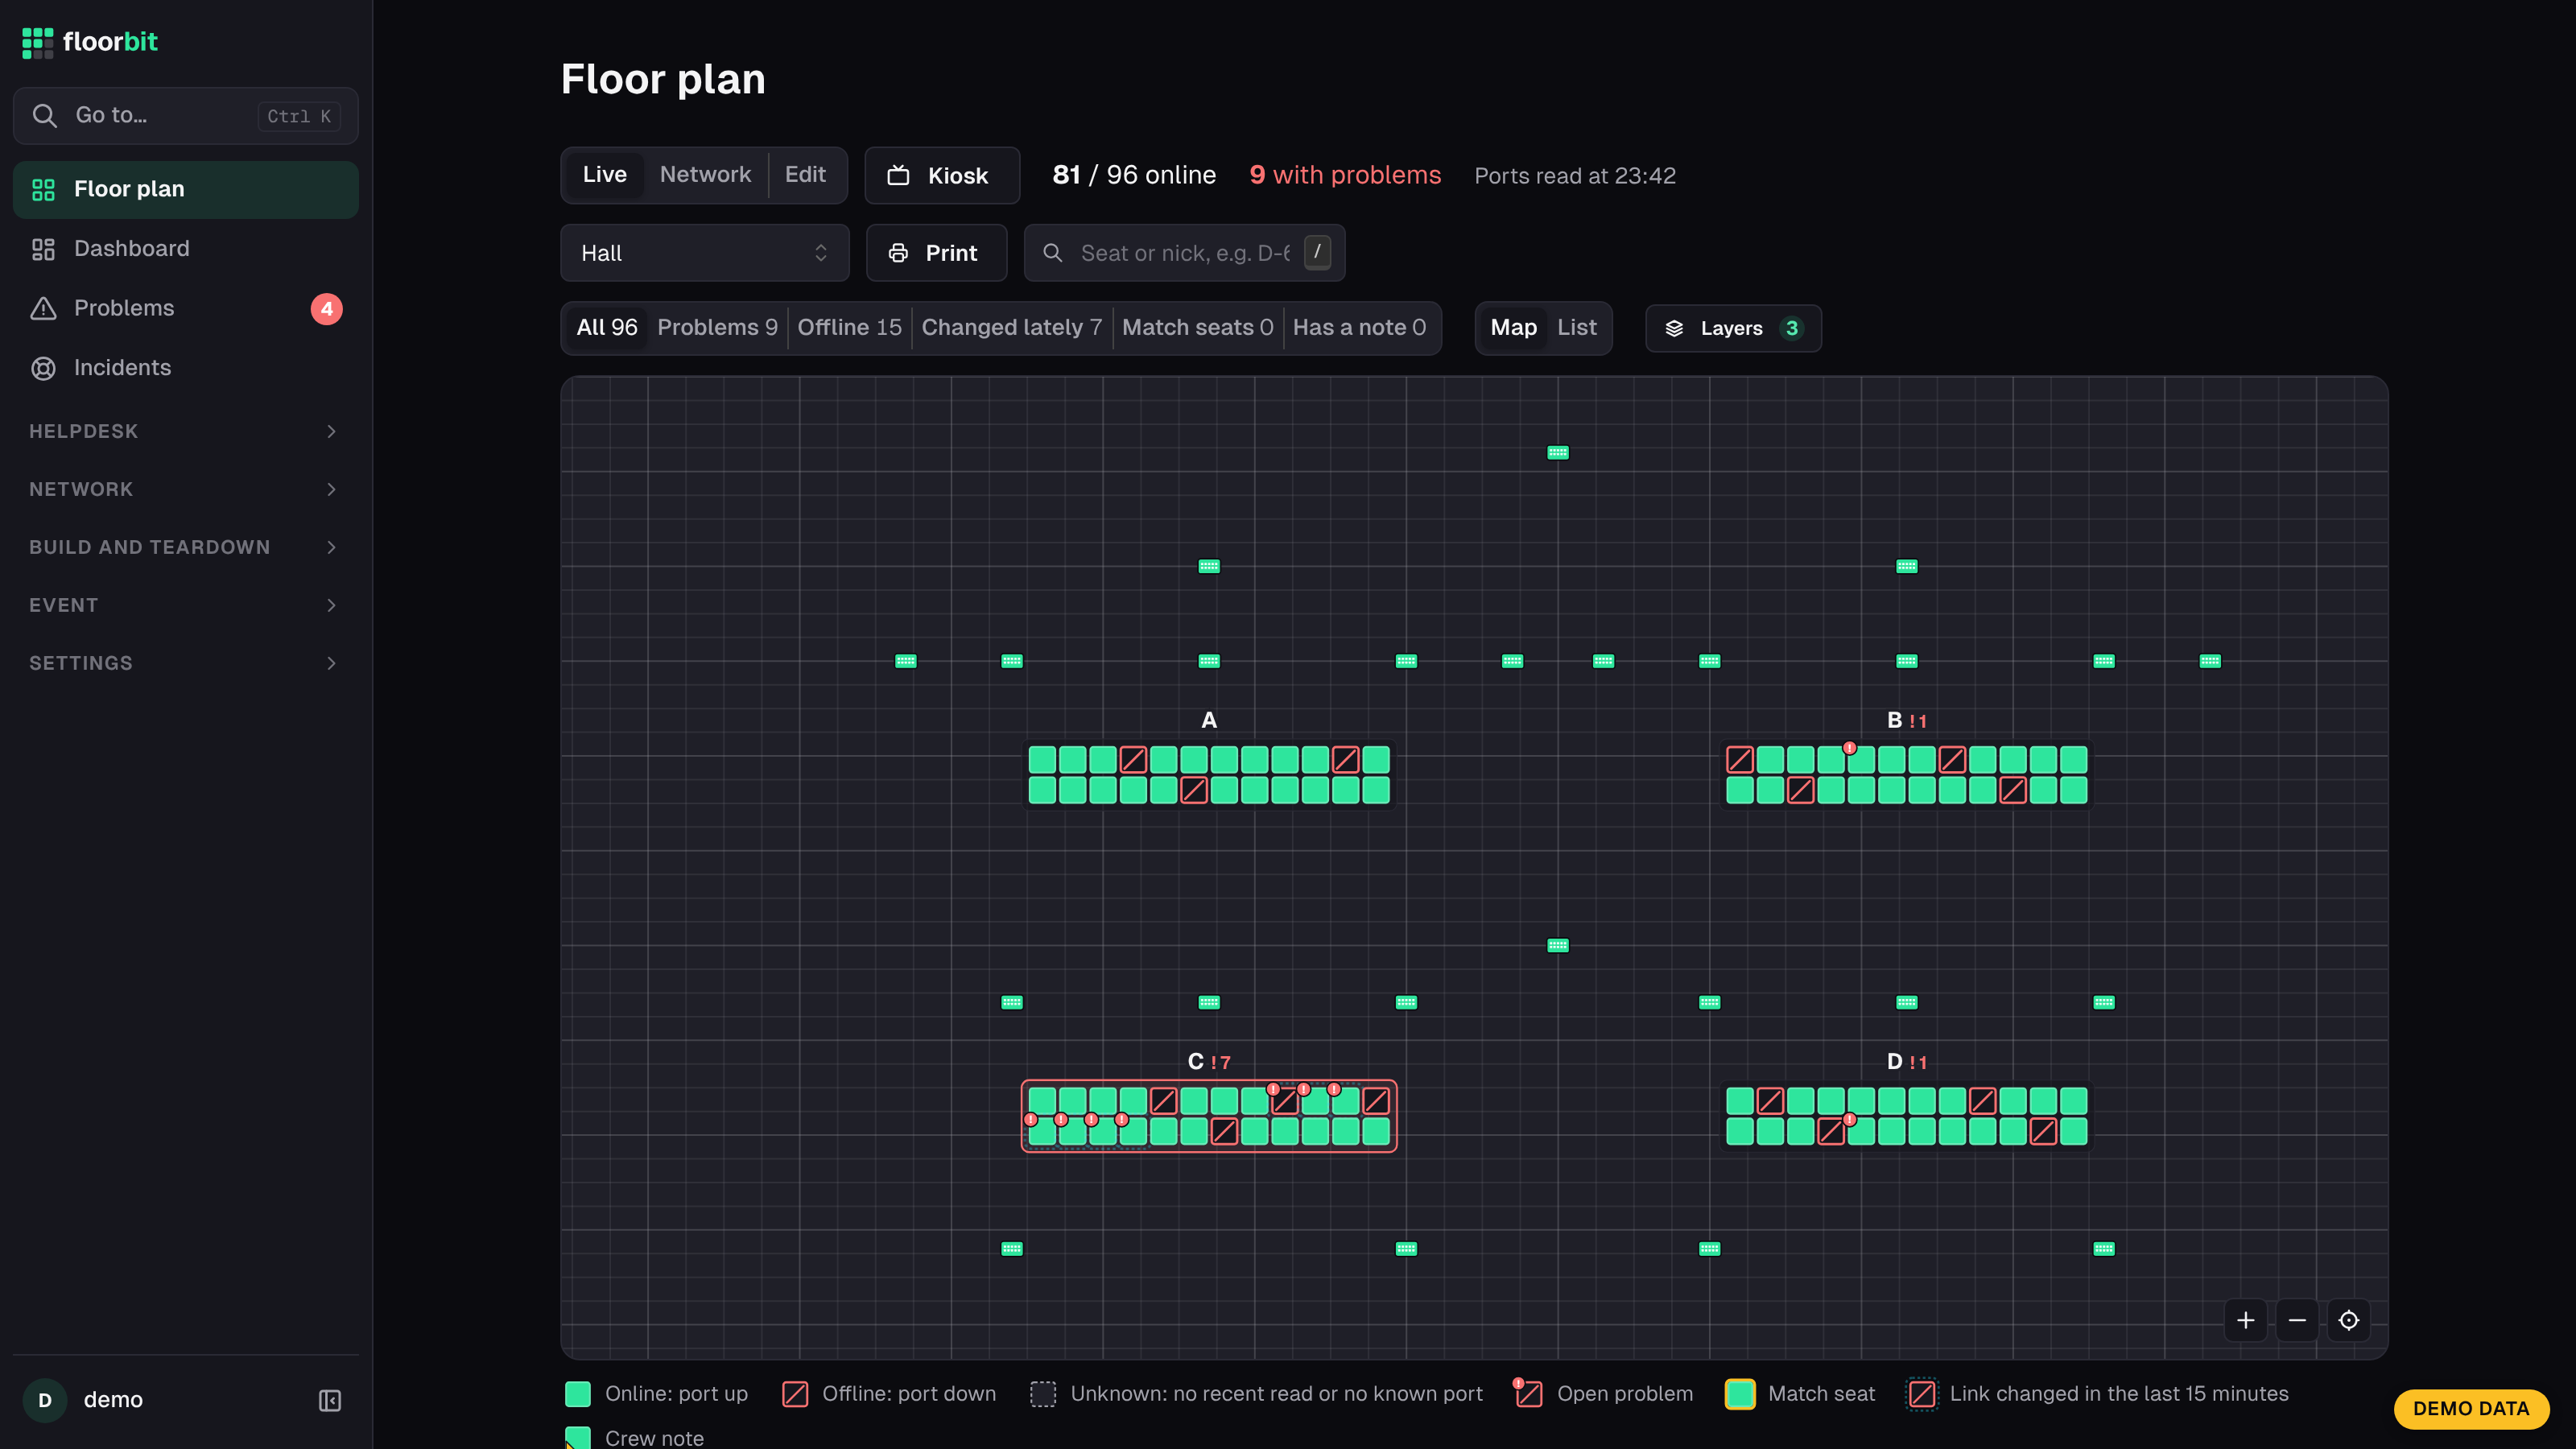 floorbit
Go to... Ctrl K
Floor plan
Dashboard
Problems 4
Incidents
HELPDESK
NETWORK
BUILD AND TEARDOWN
EVENT
SETTINGS
D demo
Floor plan
Live Network Edit Kiosk 81 / 96 online 9 with problems Ports read at 23:42
Hall Print Seat or nick, e.g. D-6 /
All 96 Problems 9 Offline 15 Changed lately 7 Match seats 0 Has a note 0 Map List Layers 3
A B !1
C !7 D !1
Online: port up Offline: port down Unknown: no recent read or no known port Open problem Match seat Link changed in the last 15 minutes
Crew note
DEMO DATA